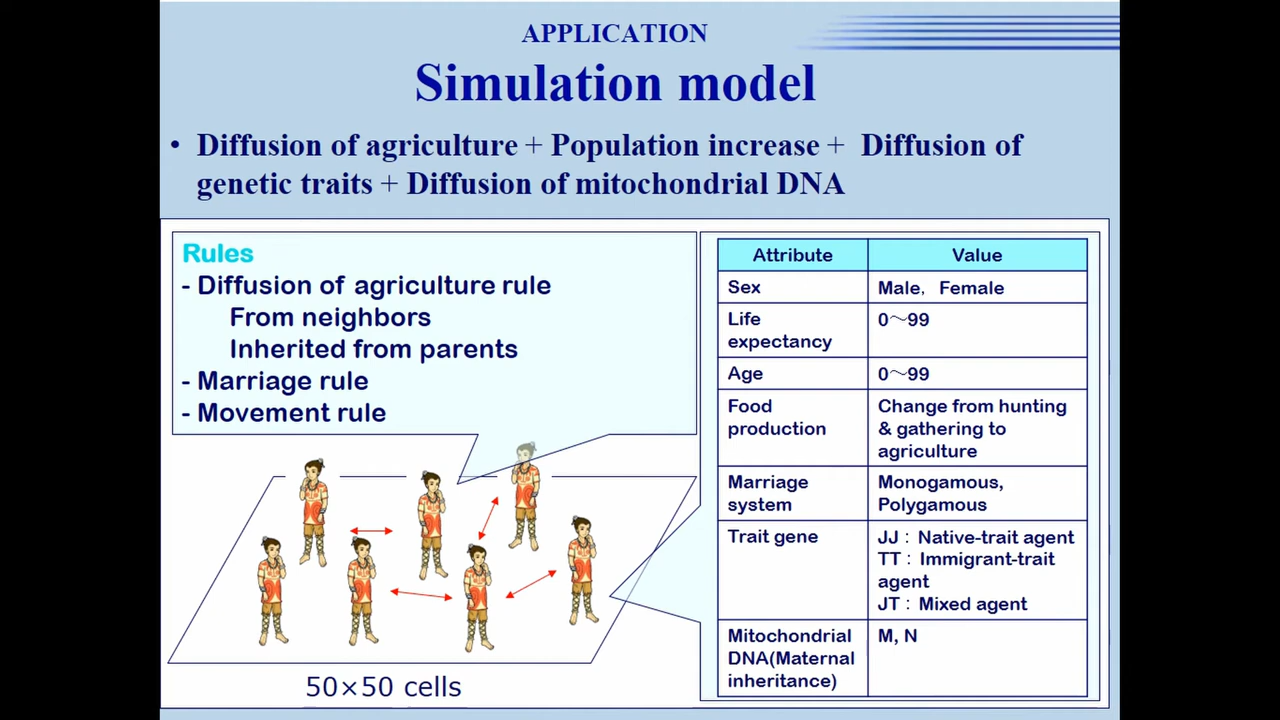 APPLICATION
Simulation model
• Diffusion of agriculture + Population increase + Diffusion of
genetic traits + Diffusion of mitochondrial DNA
Rules
- Diffusion of agriculture rule
From neighbors
Inherited from parents
- Marriage rule
- Movement rule
50×50 cells
Attribute Value
Sex Male, Female
Life 0～99
expectancy
Age 0～99
Food Change from hunting
production & gathering to
agriculture
Marriage Monogamous,
system Polygamous
Trait gene JJ：Native-trait agent
TT：Immigrant-trait
agent
JT：Mixed agent
Mitochondrial M, N
DNA(Maternal
inheritance)